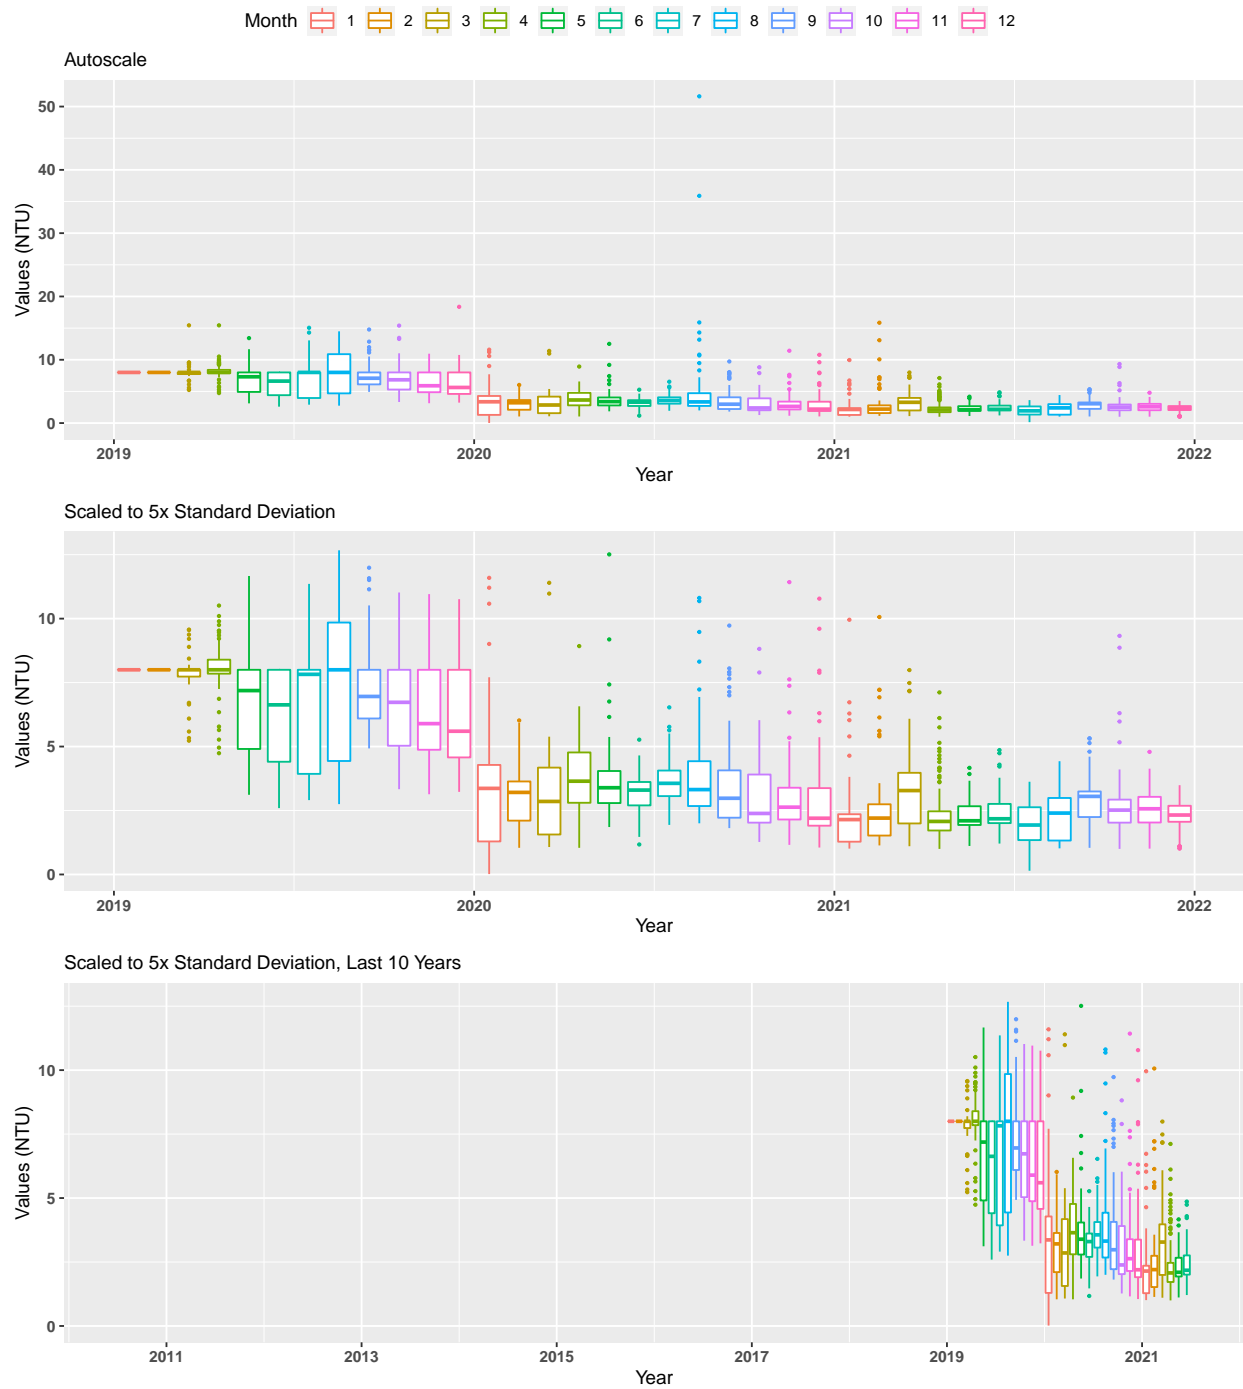 Month 1 2 3 4 5 6 7 8 9 10 11 12
Autoscale
Values (NTU)
50
40
30
20
10
0
2019 2020 2021 2022
Year
Scaled to 5x Standard Deviation
Values (NTU)
10
5
0
2019 2020 2021 2022
Year
Scaled to 5x Standard Deviation, Last 10 Years
Values (NTU)
10
5
0
2011 2013 2015 2017 2019 2021
Year